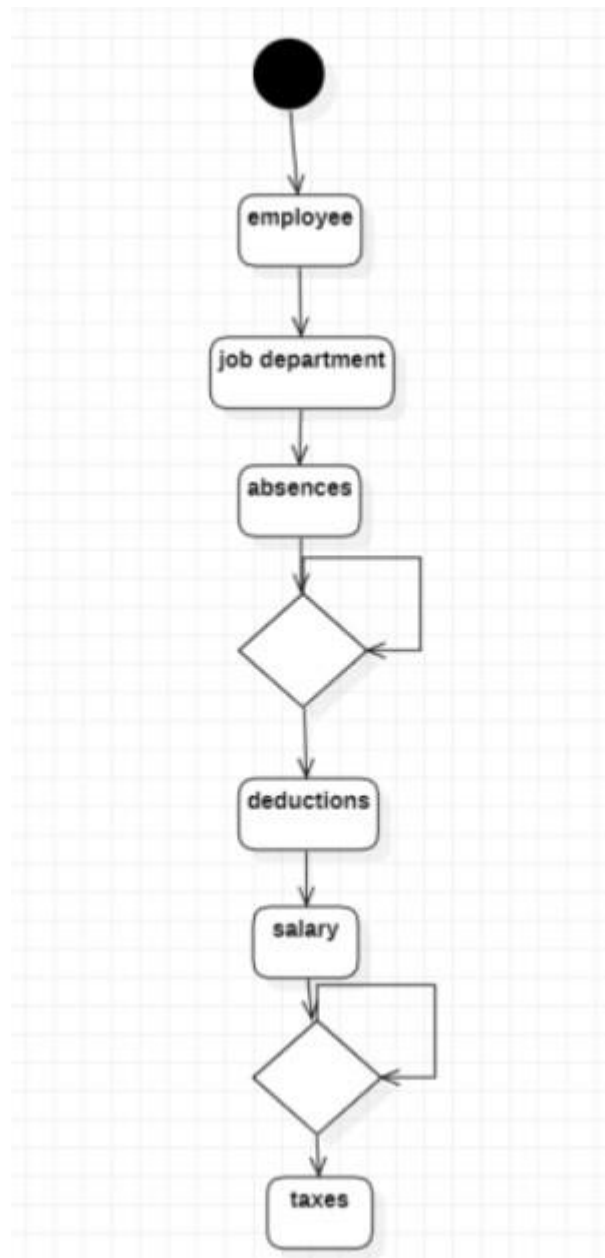 employee
job department
absences
deductions
salary
taxes